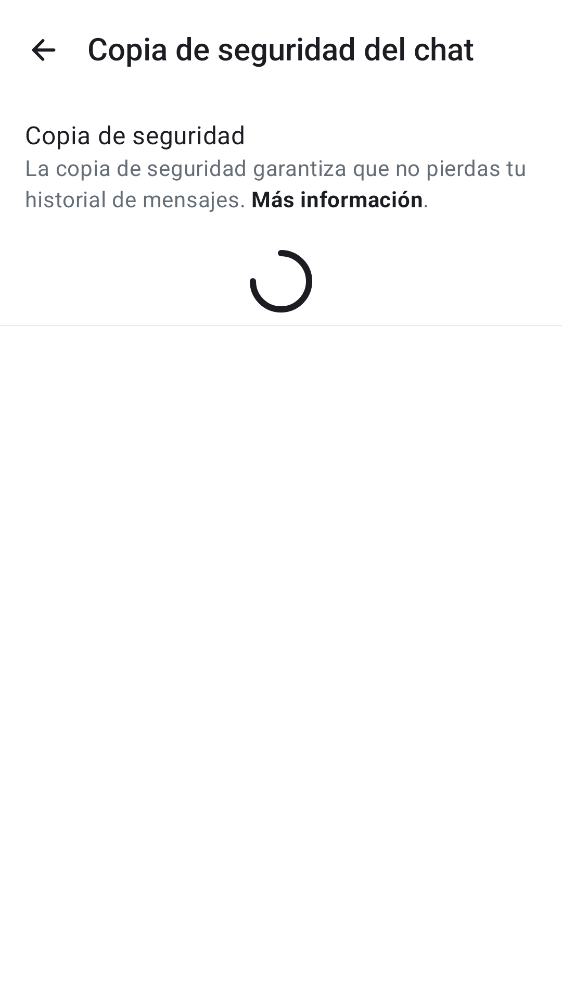 Copia de seguridad del chat
Copia de seguridad
La copia de seguridad garantiza que no pierdas tu
historial de mensajes. Más información.